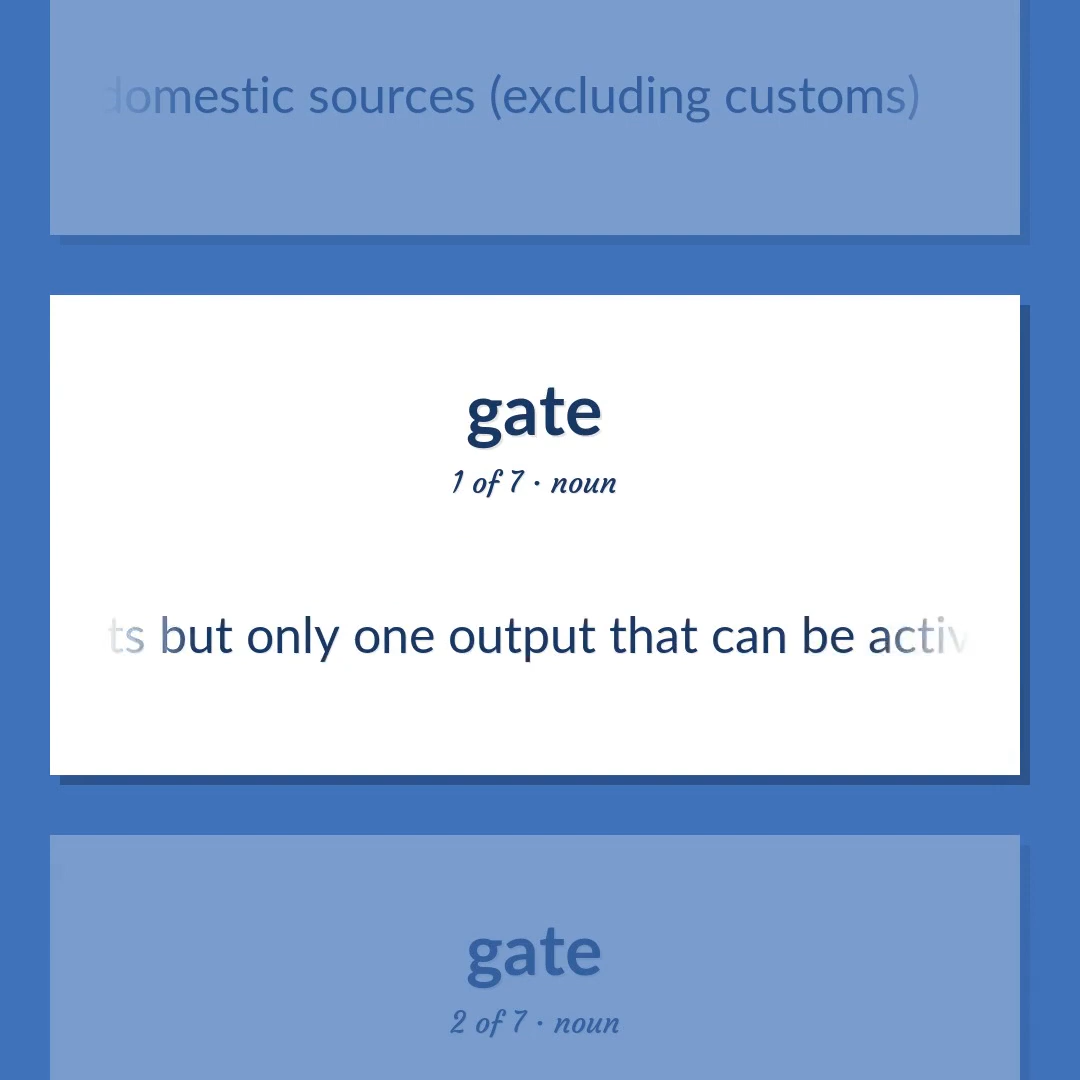 domestic sources (excluding customs)
gate
1 of 7 · noun
but only one output that can be
gate
2 of 7 · noun